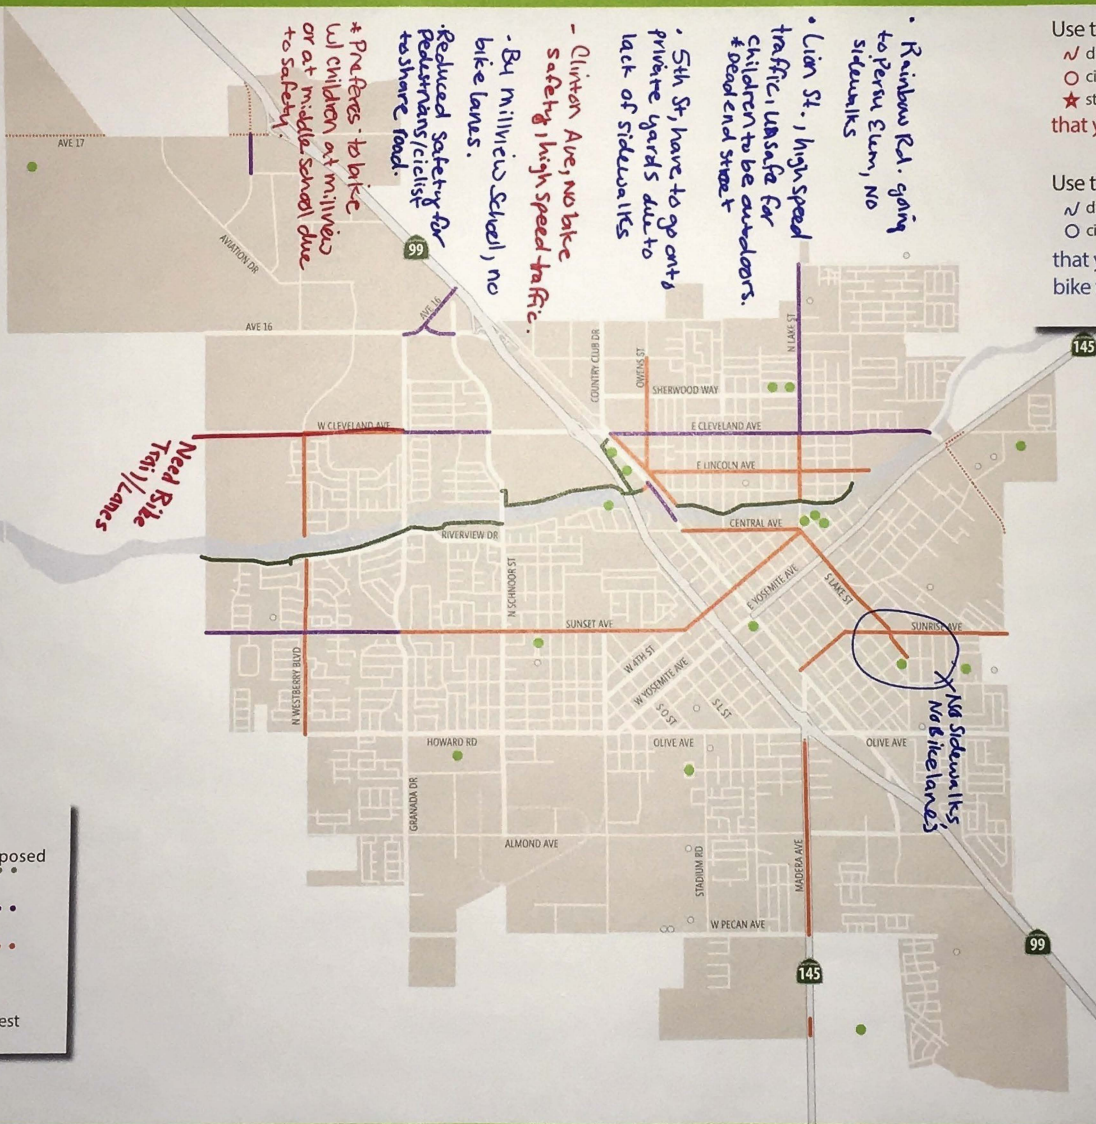 • Rainbow Rd. going
to Persy Elem, NO
sidewalks
• Lion St., high speed
traffic, unsafe for
children to be outdoors.
* Dead end street
• 5th St, have to go onto
private yards due to
lack of sidewalks
- Clinton Ave, No bike
safety, high speed traffic.
• By millview School, no
bike lanes.
• Reduced Safety for
Pedestrians/ciclist
to share road.
* Preferes to bike
w/ children at millview
or at middle school due
to safety.
Use t
d
O ci
st
that y
Use t
d
ci
that y
bike
AVE 17
AVIATION DR
99
AVE 16
AVE 16
COUNTRY CLUB DR
OWENS ST
N LAKE ST
145
SHERWOOD WAY
W CLEVELAND AVE
E CLEVELAND AVE
Need Bike
Trail/Lanes
E LINCOLN AVE
RIVERVIEW DR
CENTRAL AVE
N SCHNOOR ST
E YOSEMITE AVE
S LAKE ST
SUNSET AVE
SUNRISE AVE
W 4TH ST
W YOSEMITE AVE
N WESTBERRY BLVD
S O ST
S L ST
No Sidewalks
No Bikelanes
HOWARD RD
OLIVE AVE
OLIVE AVE
GRANADA DR
ALMOND AVE
STADIUM RD
MADERA AVE
W PECAN AVE
99
145
posed
est